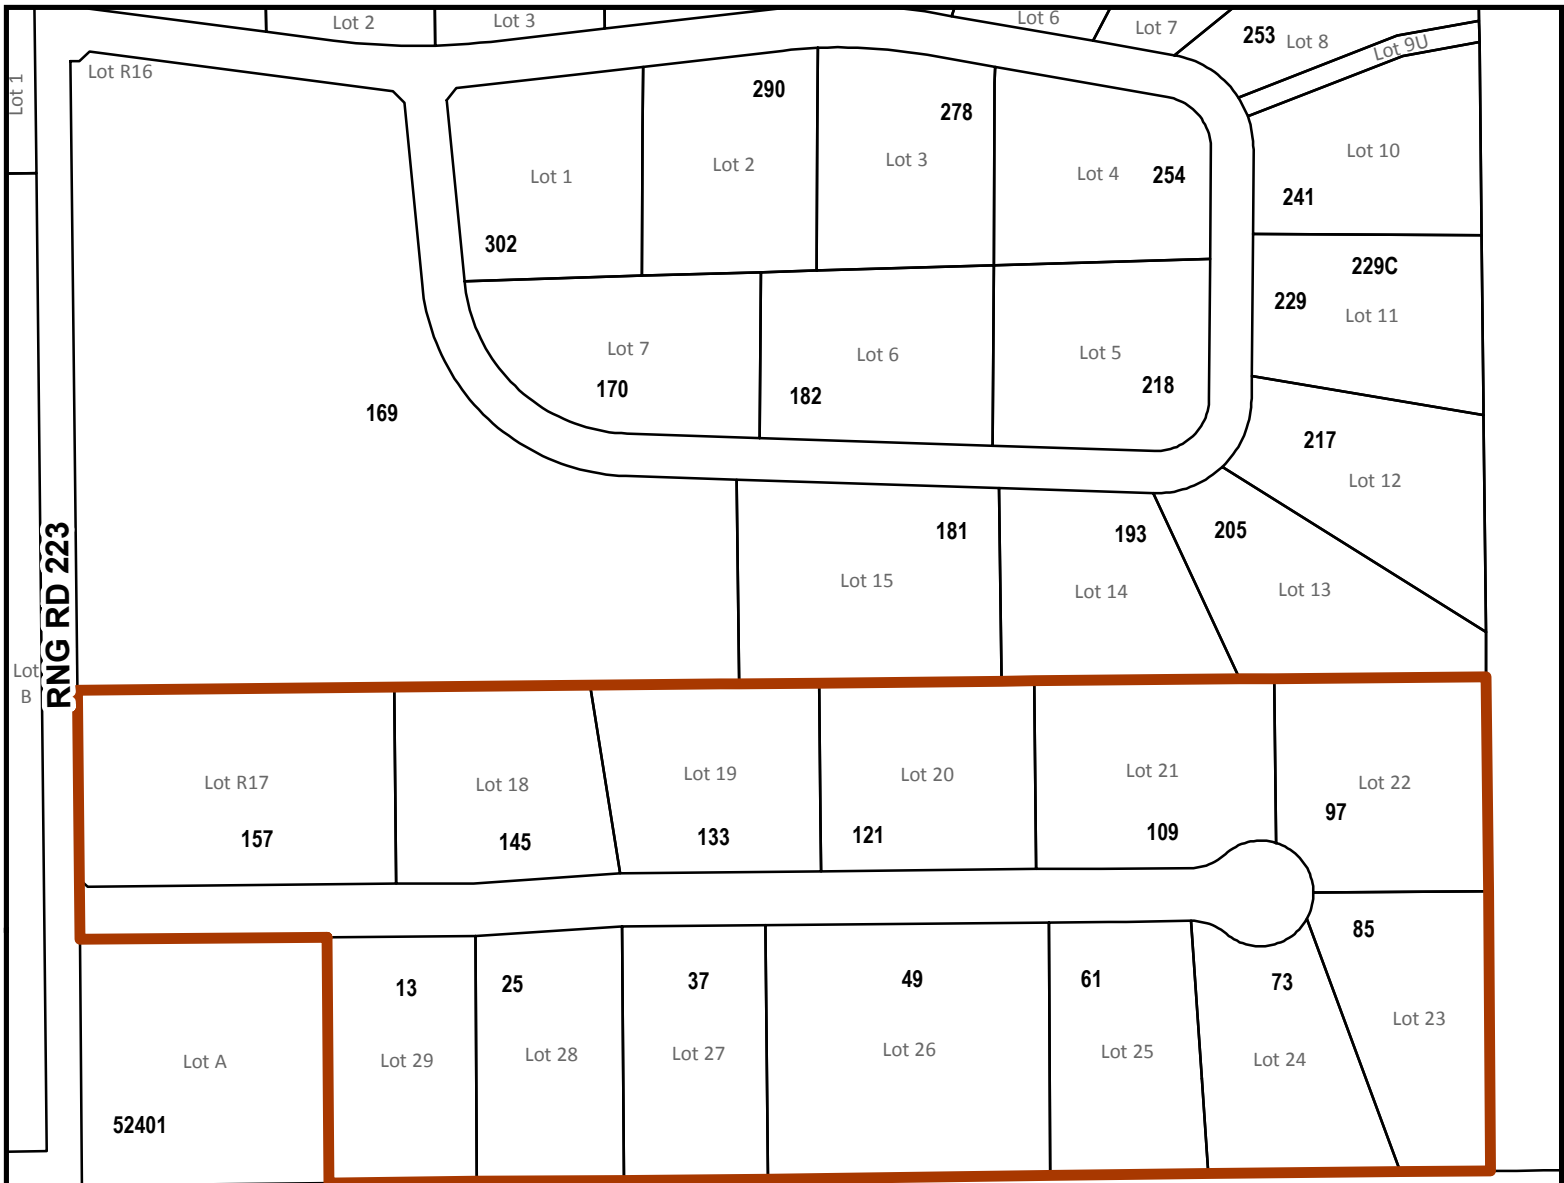 Lot 2
Lot 3
Lot 6
Lot 7
253
Lot 8
Lot 9U
Lot 1
Lot R16
290
278
Lot 10
Lot 1
Lot 2
Lot 3
Lot 4
254
241
302
229C
229
Lot 11
Lot 7
Lot 6
Lot 5
170
182
218
169
217
Lot 12
RNG RD 223
181
193
205
Lot 15
Lot 14
Lot 13
Lot
B
Lot R17
Lot 18
Lot 19
Lot 20
Lot 21
Lot 22
157
145
133
121
109
97
85
13
25
37
49
61
73
Lot A
Lot 29
Lot 28
Lot 27
Lot 26
Lot 25
Lot 24
Lot 23
52401